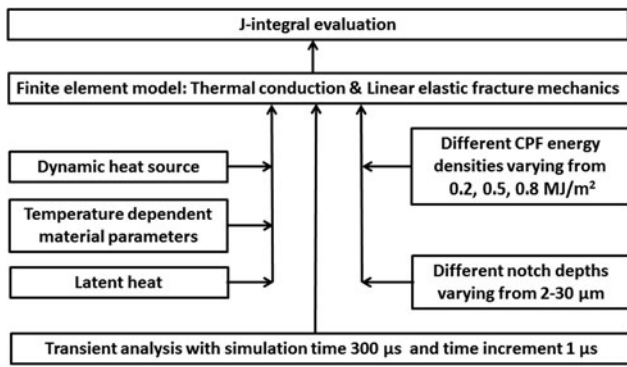 J-integral evaluation
Finite element model: Thermal conduction & Linear elastic fracture mechanics
Dynamic heat source
Temperature dependent
material parameters
Latent heat
Different CPF energy
densities varying from
0.2, 0.5, 0.8 MJ/m²
Different notch depths
varying from 2-30 µm
Transient analysis with simulation time 300 µs and time increment 1 µs